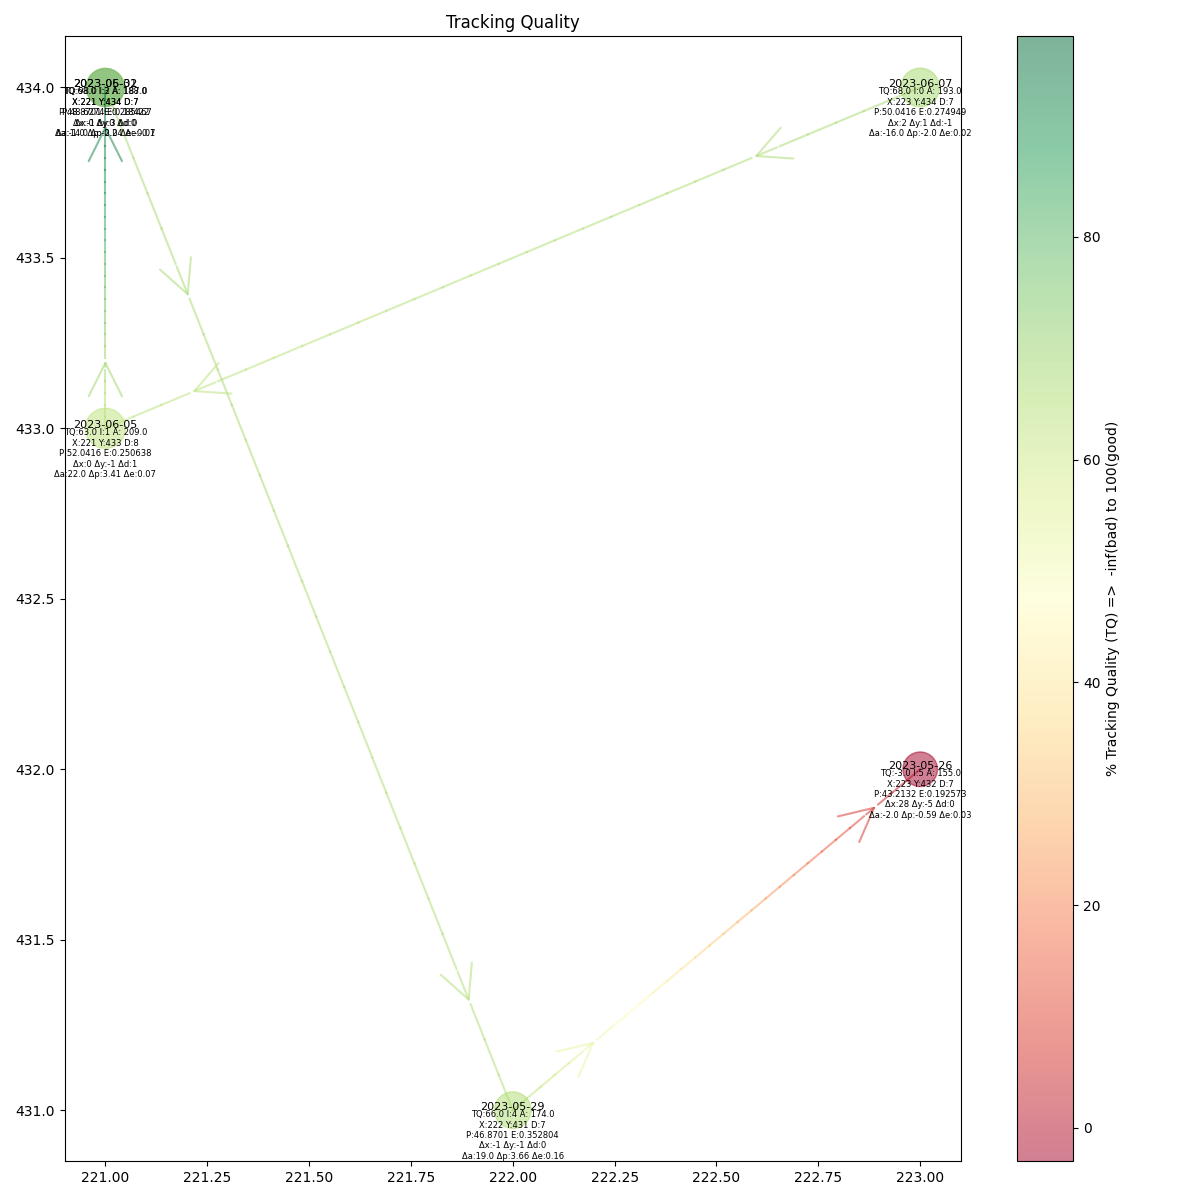 Tracking Quality
434.0
433.5
433.0
432.5
432.0
431.5
431.0
X:221 Y:434 D:7
2023-06-07
TQ:68.0 I:0 A: 193.0
X:223 Y:434 D:7
P:50.0416 E:0.274949
Δx:2 Δy:1 Δd:-1
Δa:-16.0 Δp:-2.0 Δe:0.02
2023-06-05
TQ:63.0 I:1 A: 209.0
X:221 Y:433 D:8
P:52.0416 E:0.250638
Δx:0 Δy:-1 Δd:1
Δa:22.0 Δp:3.41 Δe:0.07
2023-05-26
TQ:-3.0 I:5 A: 155.0
X:223 Y:432 D:7
P:43.2132 E:0.192573
Δx:28 Δy:-5 Δd:0
Δa:-2.0 Δp:-0.59 Δe:0.03
2023-05-29
TQ:66.0 I:4 A: 174.0
X:222 Y:431 D:7
P:46.8701 E:0.352804
Δx:-1 Δy:-1 Δd:0
Δa:19.0 Δp:3.66 Δe:0.16
221.00 221.25 221.50 221.75 222.00 222.25 222.50 222.75 223.00
80
60
40
20
0
% Tracking Quality (TQ) => -inf(bad) to 100(good)